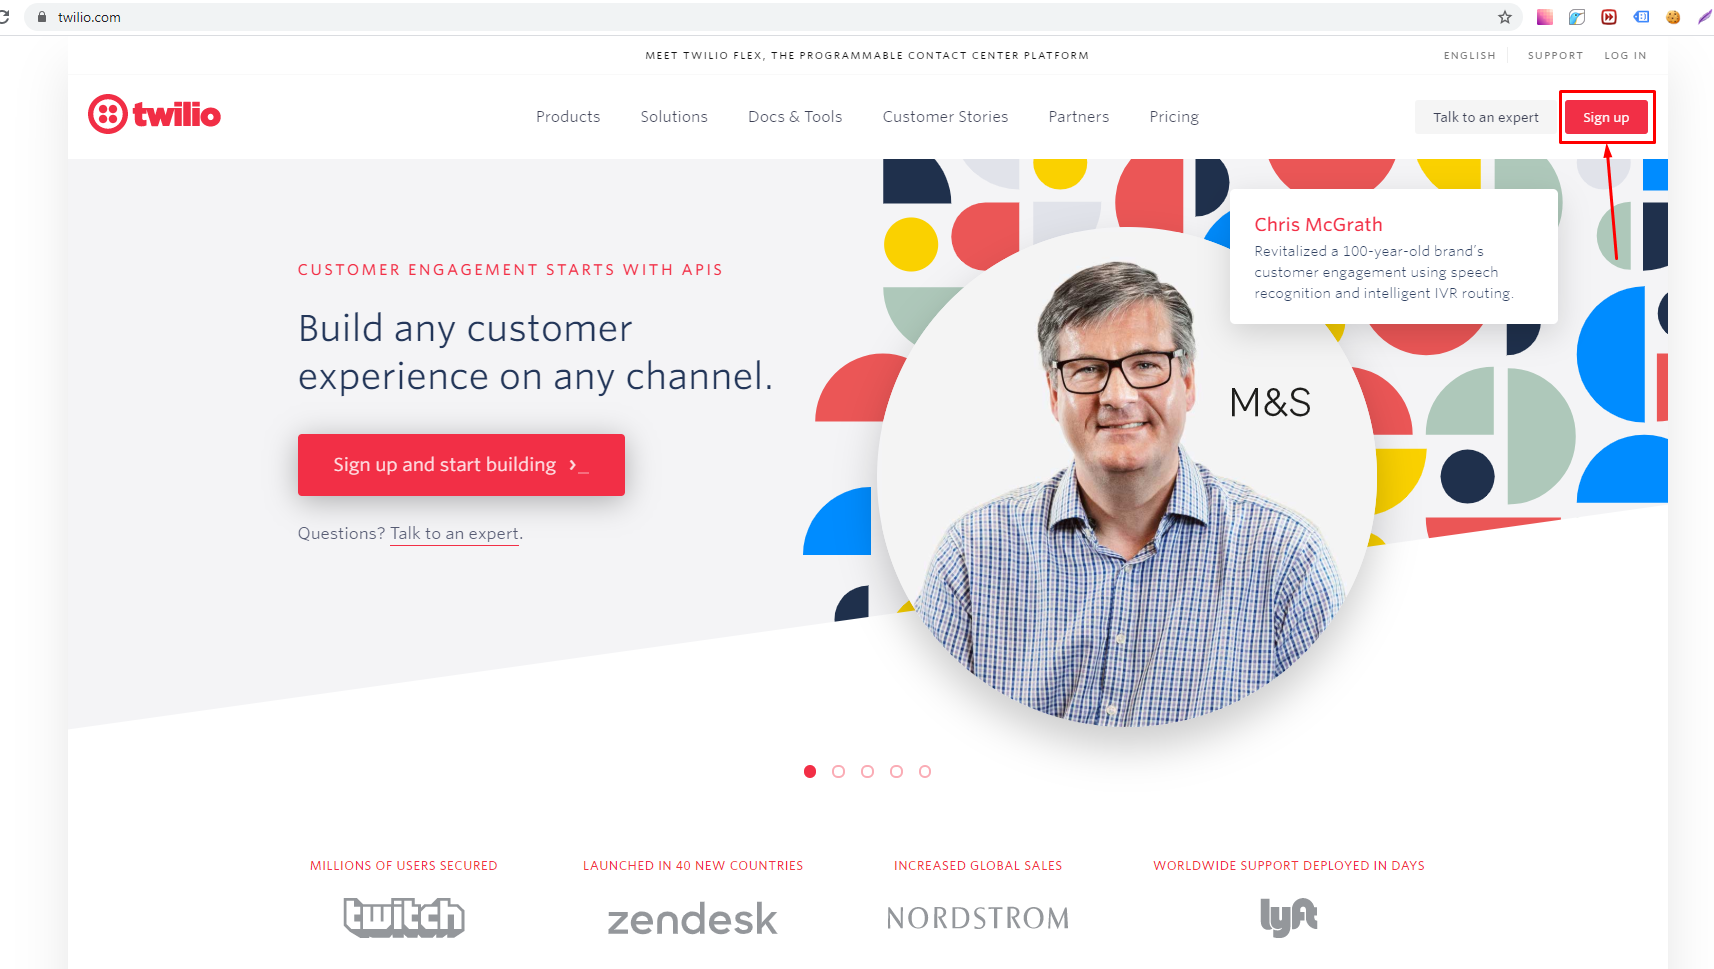 twilio.com
MEET TWILIO FLEX, THE PROGRAMMABLE CONTACT CENTER PLATFORM
ENGLISH
SUPPORT
LOG IN
twilio
Products
Solutions
Docs & Tools
Customer Stories
Partners
Pricing
Talk to an expert
Sign up
Chris McGrath
Revitalized a 100-year-old brand’s
customer engagement using speech
recognition and intelligent IVR routing.
CUSTOMER ENGAGEMENT STARTS WITH APIS
Build any customer
experience on any channel.
M&S
Sign up and start building ›_
Questions? Talk to an expert.
MILLIONS OF USERS SECURED
LAUNCHED IN 40 NEW COUNTRIES
INCREASED GLOBAL SALES
WORLDWIDE SUPPORT DEPLOYED IN DAYS
twitch
zendesk
NORDSTROM
lyft